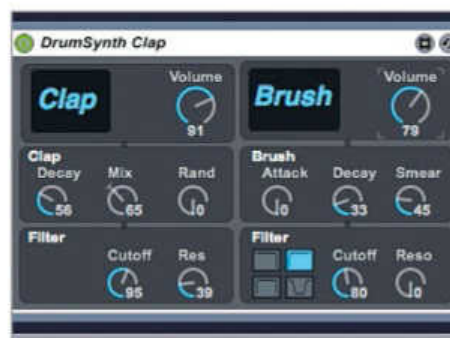 DrumSynth Clap
Clap
Volume
91
Brush
Volume
79
Clap
Decay Mix Rand
56 65 0
Brush
Attack Decay Smear
0 33 45
Filter
Cutoff Res
95 39
Filter
Cutoff Reso
80 0